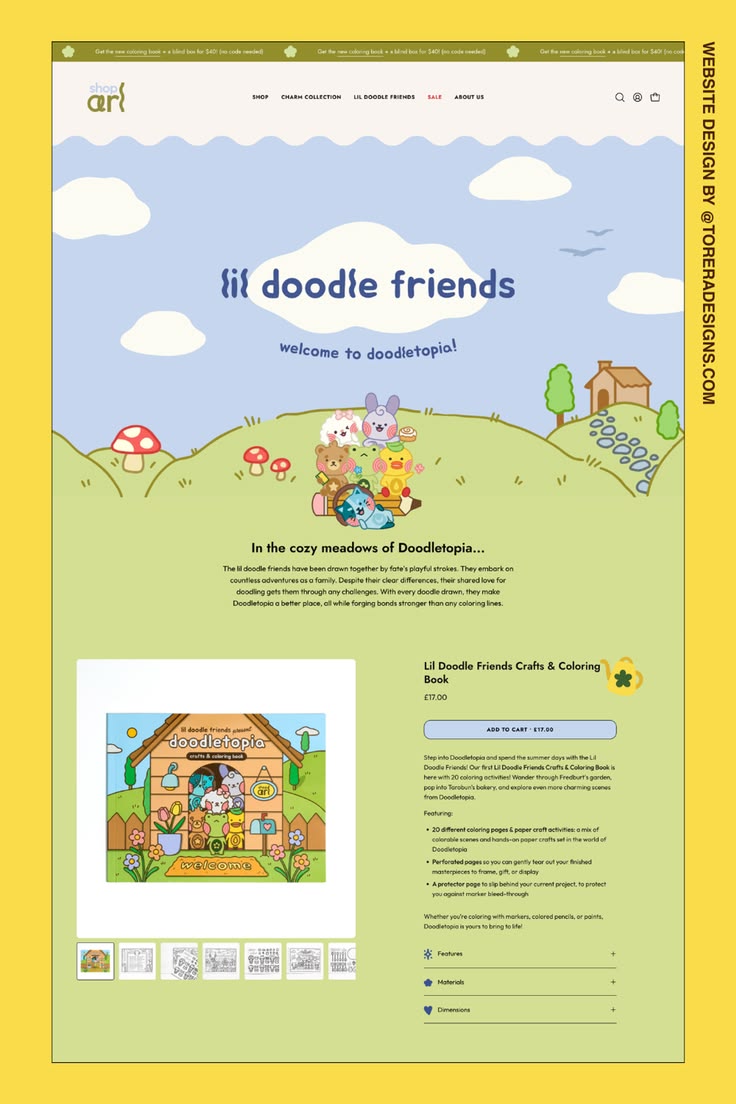 Get the new coloring book + a blind box for $40! (no code needed)
Get the new coloring book + a blind box for $40! (no code needed)
Get the new coloring book + a blind box for $40! (no code
WEBSITE DESIGN BY @TORERADESIGNS.COM
shop
arl
SHOP
CHARM COLLECTION
LIL DOODLE FRIENDS
SALE
ABOUT US
lil doodle friends
welcome to doodletopia!
In the cozy meadows of Doodletopia...
The lil doodle friends have been drawn together by fate's playful strokes. They embark on
countless adventures as a family. Despite their clear differences, their shared love for
doodling gets them through any challenges. With every doodle drawn, they make
Doodletopia a better place, all while forging bonds stronger than any coloring lines.
lil doodle friends present
doodletopia
crafts & coloring book
shop
arl
welcome
Lil Doodle Friends Crafts & Coloring
Book
£17.00
ADD TO CART · £17.00
Step into Doodletopia and spend the summer days with the Lil
Doodle Friends! Our first Lil Doodle Friends Crafts & Coloring Book is
here with 20 coloring activities! Wander through Fredburt's garden,
pop into Tarobun's bakery, and explore even more charming scenes
from Doodletopia.
Featuring:
• 20 different coloring pages & paper craft activities: a mix of
colorable scenes and hands-on paper crafts set in the world of
Doodletopia
• Perforated pages so you can gently tear out your finished
masterpieces to frame, gift, or display
• A protector page to slip behind your current project, to protect
you against marker bleed-through
Whether you're coloring with markers, colored pencils, or paints,
Doodletopia is yours to bring to life!
Features +
Materials +
Dimensions +